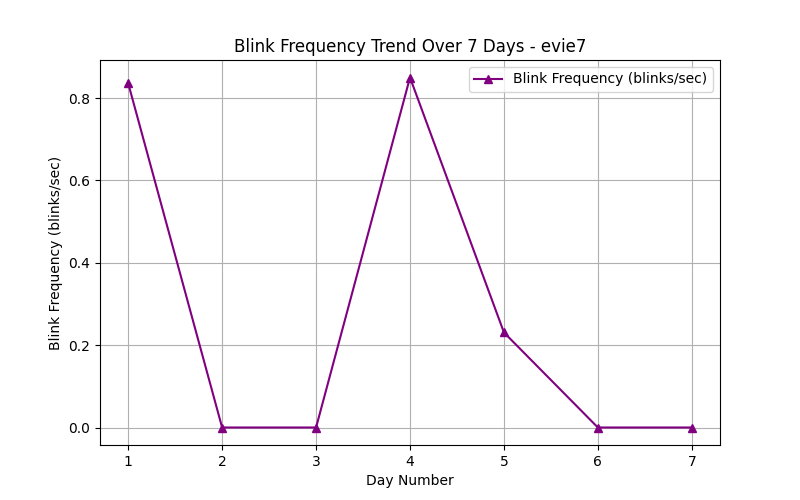 Blink Frequency Trend Over 7 Days - evie7
Blink Frequency (blinks/sec)
Blink Frequency (blinks/sec)
0.8
0.6
0.4
0.2
0.0
1 2 3 4 5 6 7
Day Number